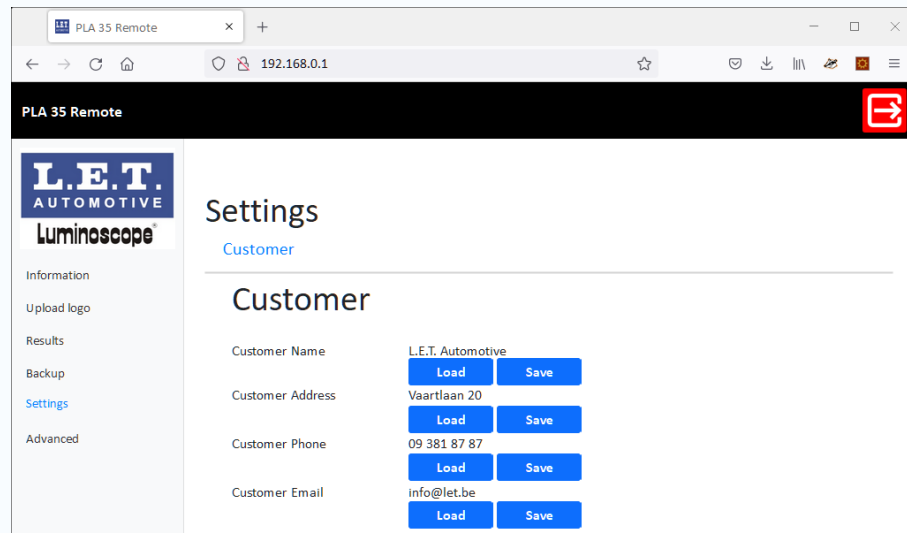 PLA 35 Remote
192.168.0.1
PLA 35 Remote
L.E.T.
AUTOMOTIVE
Luminoscope®
Information
Upload logo
Results
Backup
Settings
Advanced
Settings
Customer
Customer
Customer Name L.E.T. Automotive
Load Save
Customer Address Vaartlaan 20
Load Save
Customer Phone 09 381 87 87
Load Save
Customer Email info@let.be
Load Save